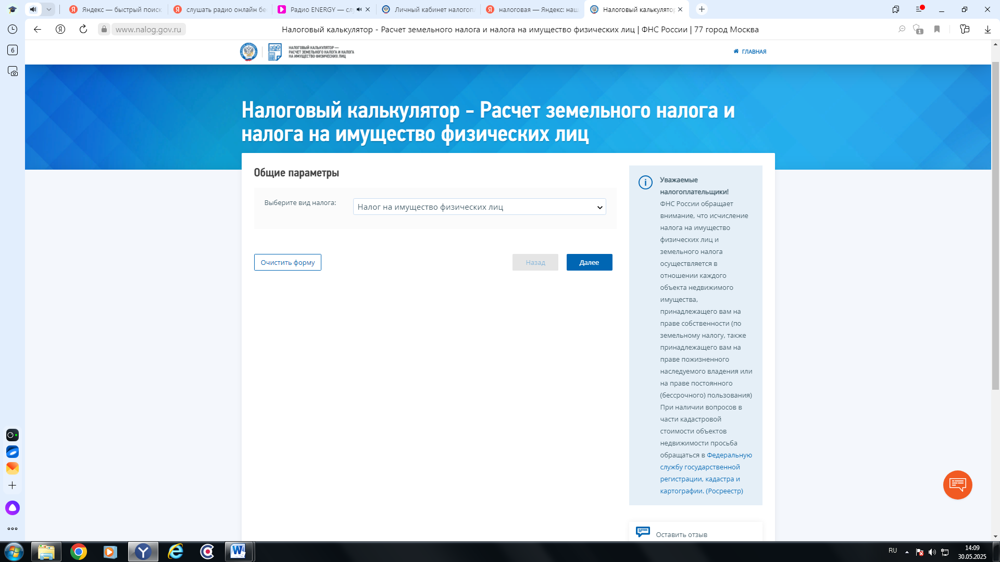 Яндекс — быстрый поиск
слушать радио онлайн бе
Радио ENERGY — сл
Личный кабинет налогопл
налоговая — Яндекс: наш
Налоговый калькулятор
6
www.nalog.gov.ru
Налоговый калькулятор - Расчет земельного налога и налога на имущество физических лиц | ФНС России | 77 город Москва
1
НАЛОГОВЫЙ КАЛЬКУЛЯТОР —
РАСЧЕТ ЗЕМЕЛЬНОГО НАЛОГА И НАЛОГА
НА ИМУЩЕСТВО ФИЗИЧЕСКИХ ЛИЦ
ГЛАВНАЯ
Налоговый калькулятор - Расчет земельного налога и
налога на имущество физических лиц
Общие параметры
Выберите вид налога:
Налог на имущество физических лиц
Очистить форму
Назад
Далее
Уважаемые
налогоплательщики!
ФНС России обращает
внимание, что исчисление
налога на имущество
физических лиц и
земельного налога
осуществляется в
отношении каждого
объекта недвижимого
имущества,
принадлежащего вам на
праве собственности (по
земельному налогу, также
принадлежащего вам на
праве пожизненного
наследуемого владения или
на праве постоянного
(бессрочного) пользования)
При наличии вопросов в
части кадастровой
стоимости объектов
недвижимости просьба
обращаться в Федеральную
службу государственной
регистрации, кадастра и
картографии. (Росреестр)
Оставить отзыв
RU
14:09
30.05.2025